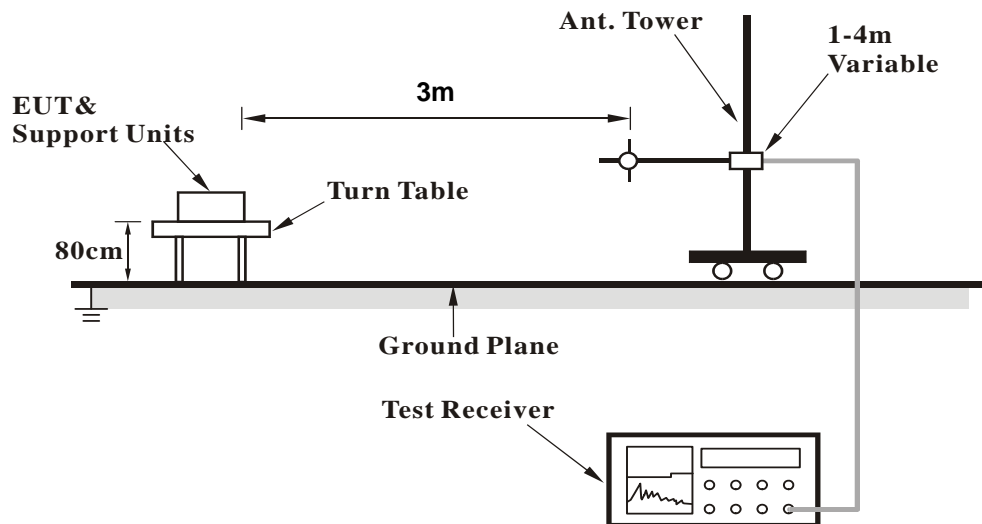 Ant. Tower
1-4m
Variable
3m
EUT&
Support Units
Turn Table
80cm
Ground Plane
Test Receiver